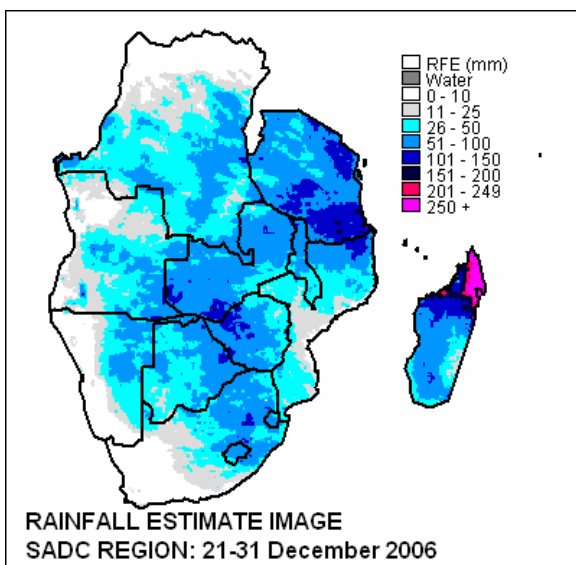 RFE (mm)
Water
0 - 10
11 - 25
26 - 50
51 - 100
101 - 150
151 - 200
201 - 249
250 +
RAINFALL ESTIMATE IMAGE
SADC REGION: 21-31 December 2006